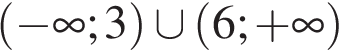 (−∞; 3) ∪ (6; +∞)